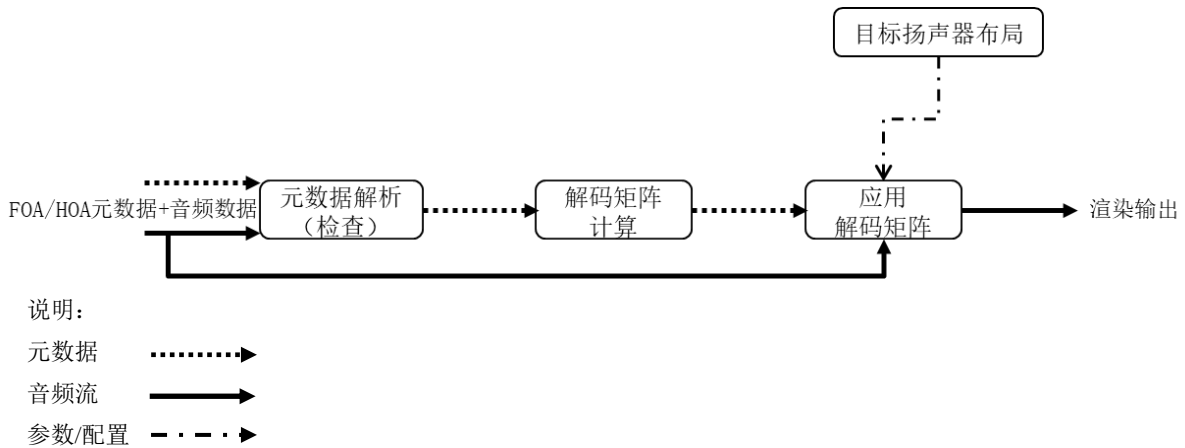 目标扬声器布局
FOA/HOA元数据+音频数据
元数据解析
（检查）
解码矩阵
计算
应用
解码矩阵
渲染输出
说明：
元数据
音频流
参数/配置